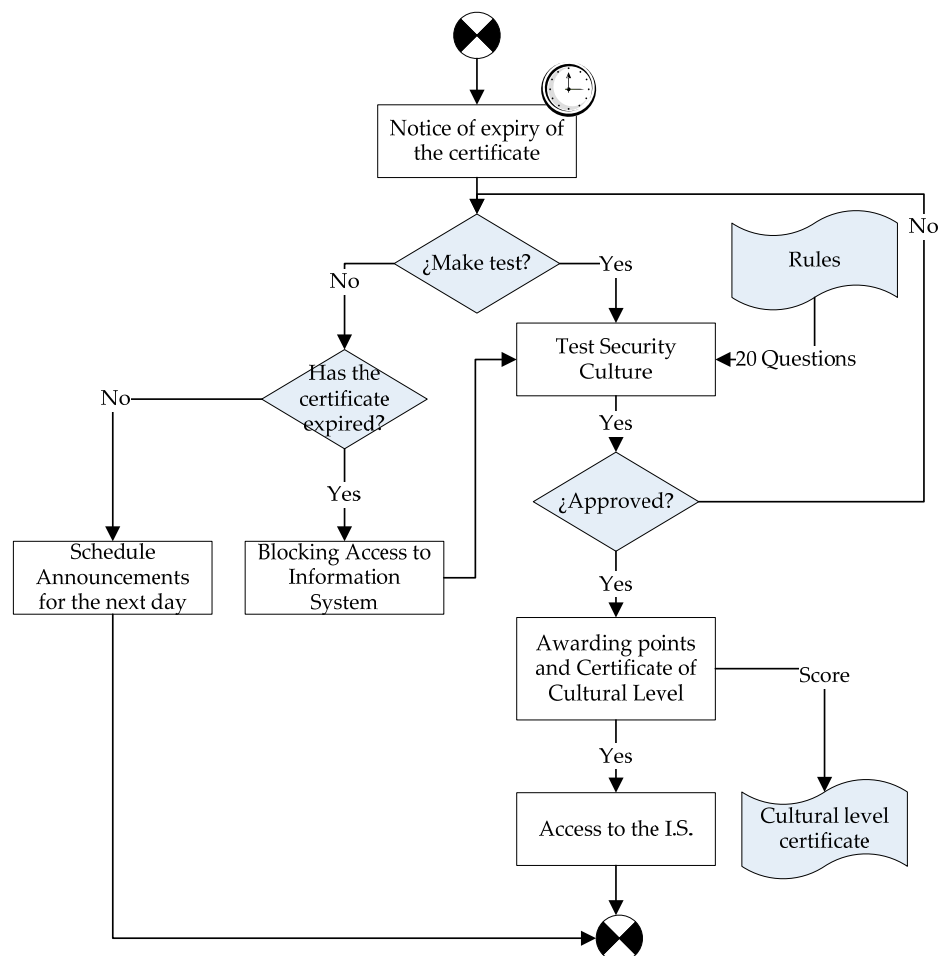 Notice of expiry of
the certificate
No
Rules
¿Make test?
Yes
No
Test Security
Culture
20 Questions
Has the
certificate
expired?
No
Yes
Yes
¿Approved?
Schedule
Announcements
for the next day
Blocking Access to
Information
System
Yes
Awarding points
and Certificate of
Cultural Level
Score
Yes
Access to the I.S.
Cultural level
certificate